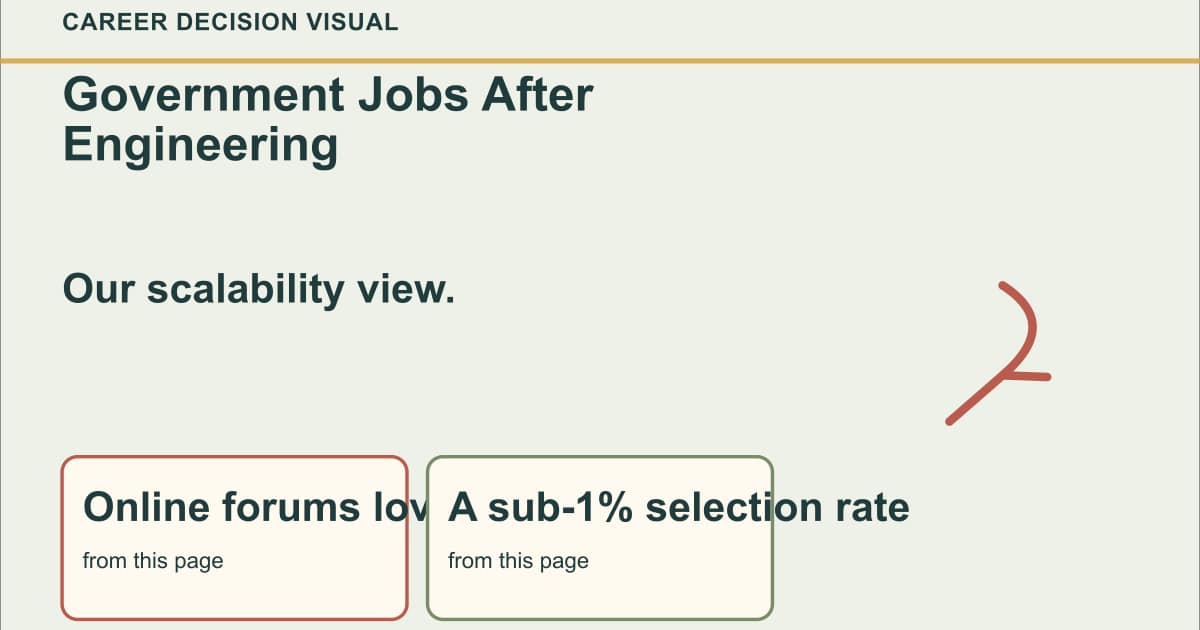 CAREER DECISION VISUAL
Government Jobs After
Engineering
Our scalability view.
Online forums lov
from this page
A sub-1% selection rate
from this page